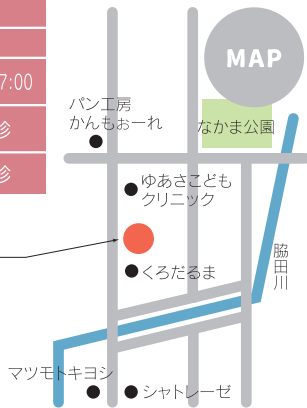 7:00
診
診
MAP
パン工房
かんもぉーれ
なかま公園
ゆあさこども
クリニック
くろだるま
脇田川
マツモトキヨシ
シャトレーゼ